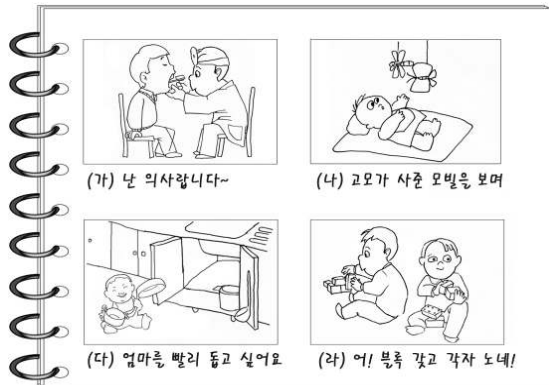 (가) 난 의사랍니다~
(나) 고모가 사준 모빌을 보며
(다) 엄마를 빨리 돕고 싶어요
(라) 어! 블록 갖고 각자 노네!